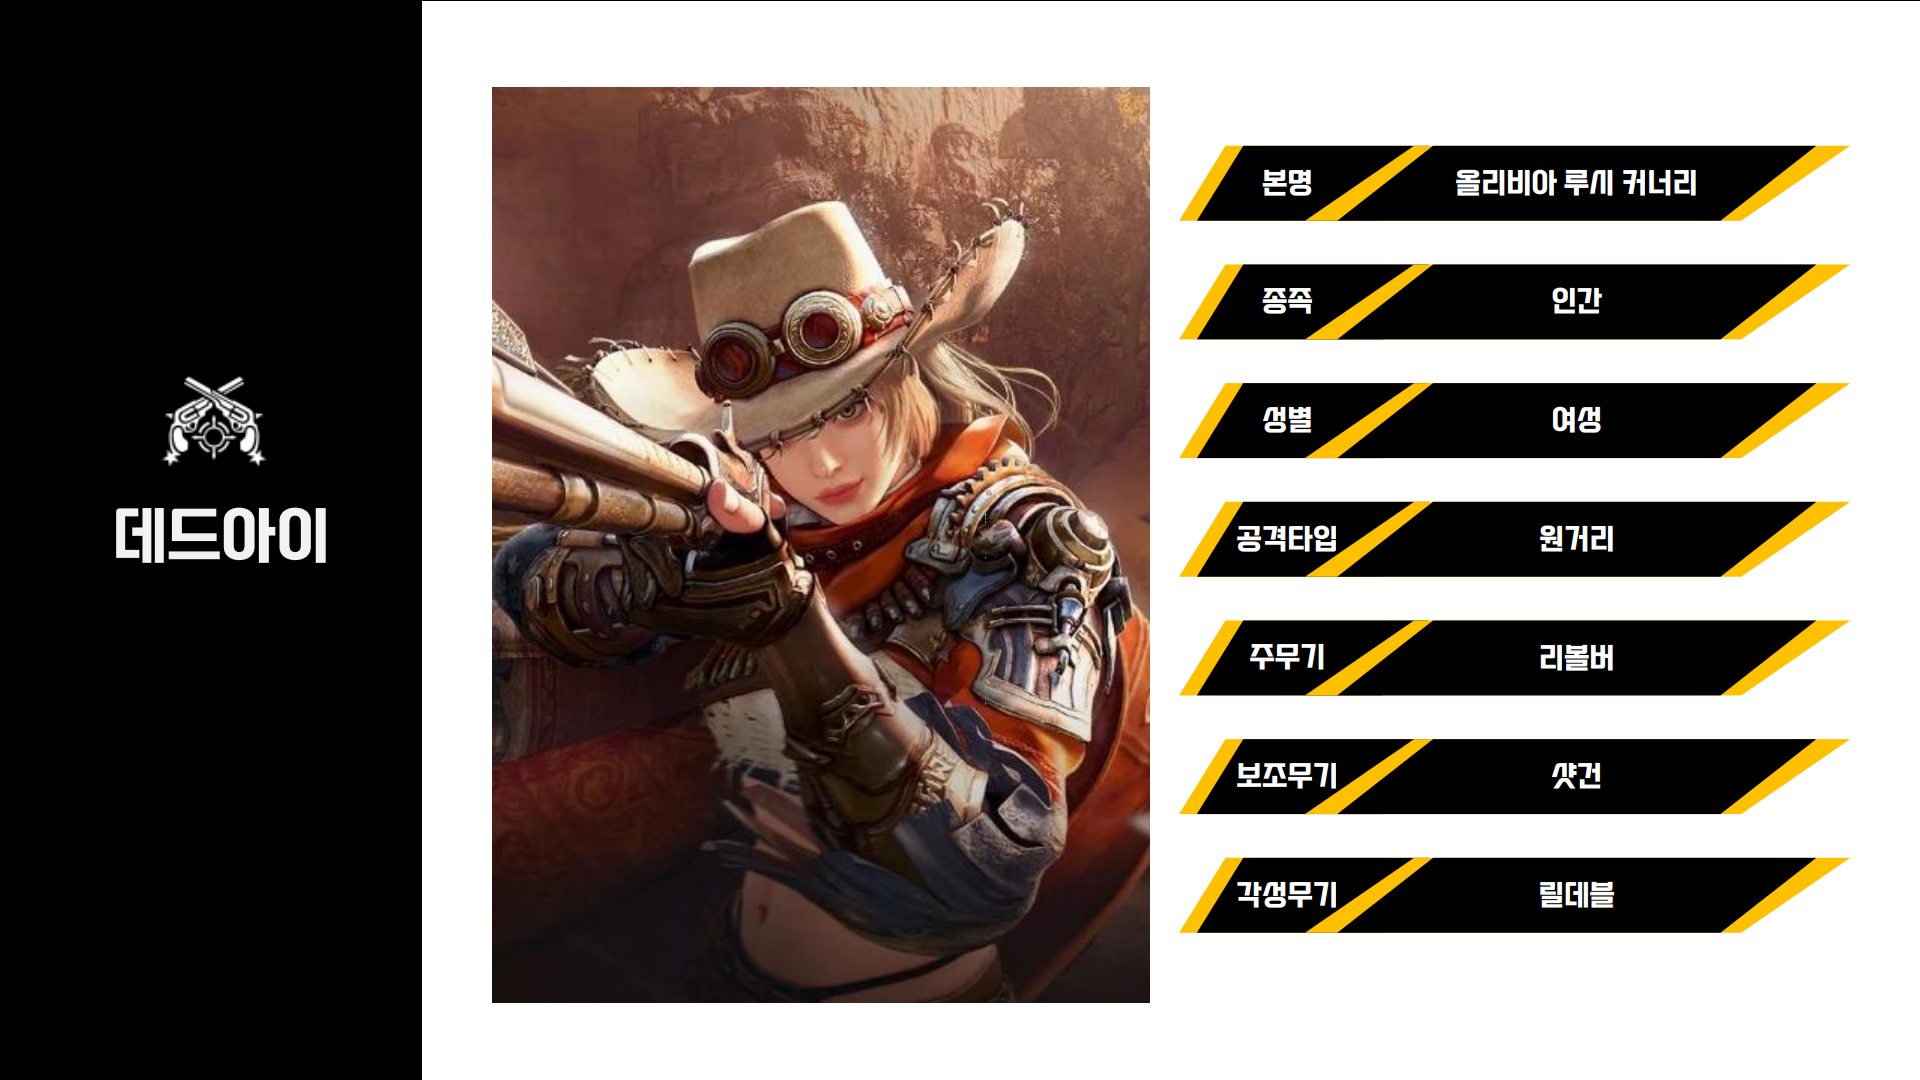 데드아이
본명 올리비아 루시 커너리
종족 인간
성별 여성
공격타입 원거리
주무기 리볼버
보조무기 샷건
각성무기 릴데블